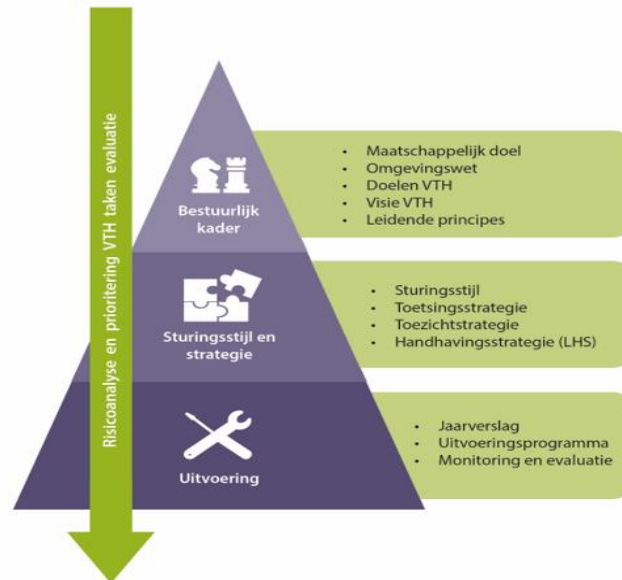 Risicoanalyse en prioritering VTH taken evaluatie
Bestuurlijk
kader
• Maatschappelijk doel
• Omgevingswet
• Doelen VTH
• Visie VTH
• Leidende principes
Sturingsstijl en
strategie
• Sturingsstijl
• Toetsingsstrategie
• Toezichtstrategie
• Handhavingsstrategie (LHS)
Uitvoering
• Jaarverslag
• Uitvoeringsprogramma
• Monitoring en evaluatie